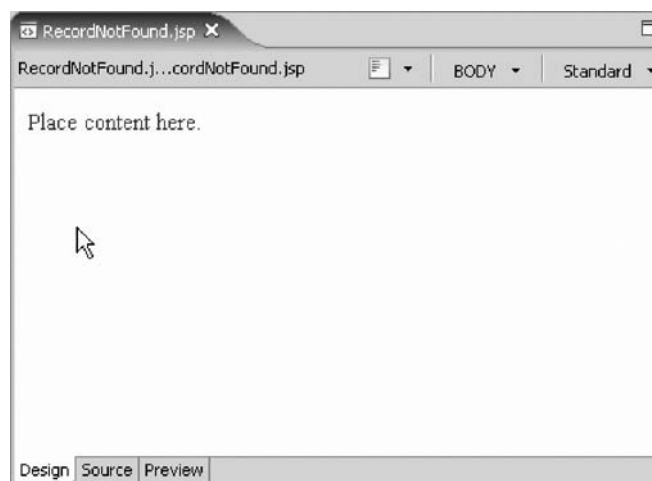 RecordNotFound.jsp
RecordNotFound.j...cordNotFound.jsp BODY Standard
Place content here.
Design Source Preview